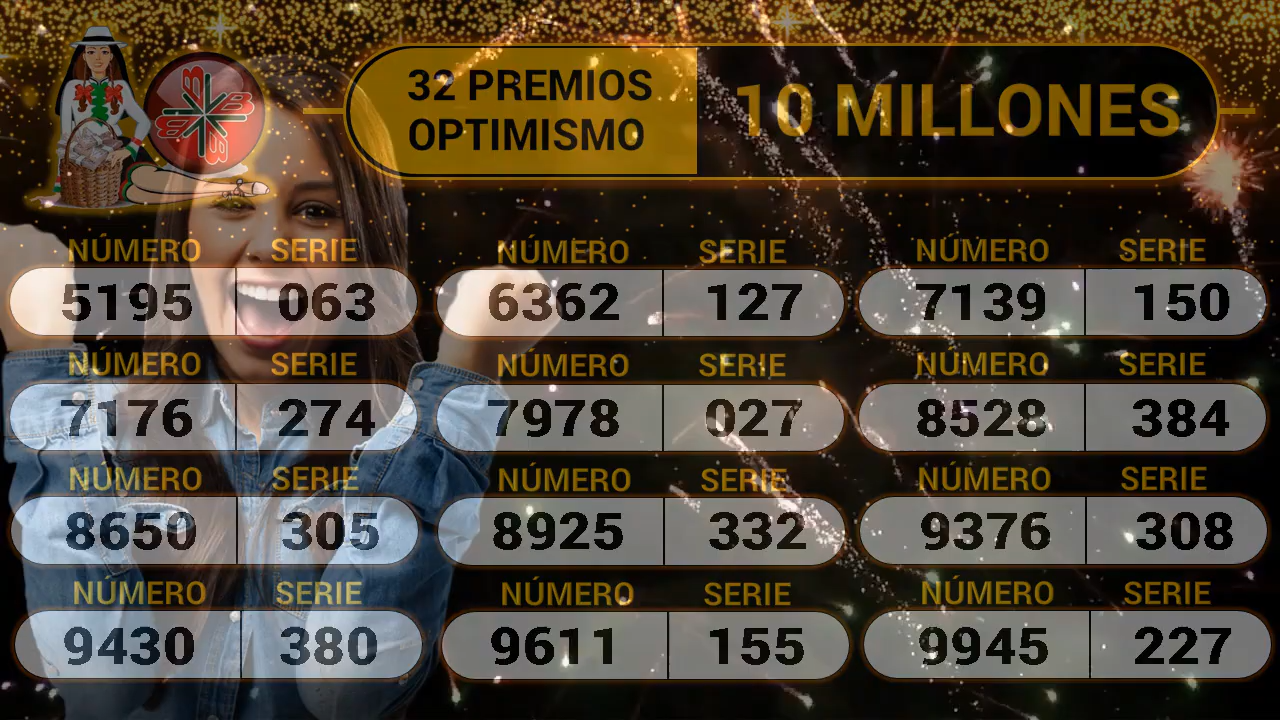 32 PREMIOS
OPTIMISMO
10 MILLONES
NÚMERO SERIE NÚMERO SERIE NÚMERO SERIE
5195 063 6362 127 7139 150
NÚMERO SERIE NÚMERO SERIE NÚMERO SERIE
7176 274 7978 027 8528 384
NÚMERO SERIE NÚMERO SERIE NÚMERO SERIE
8650 305 8925 332 9376 308
NÚMERO SERIE NÚMERO SERIE NÚMERO SERIE
9430 380 9611 155 9945 227